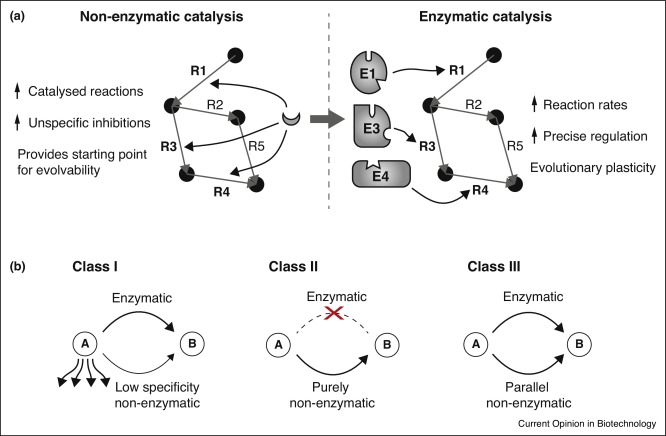 (a)
Non-enzymatic catalysis
Enzymatic catalysis
R1
Catalysed reactions
R2
Unspecific inhibitions
R3
R5
Provides starting point
for evolvability
R4
E1
R1
R2
Reaction rates
E3
R3
Precise regulation
R5
E4
R4
Evolutionary plasticity
(b)
Class I
Class II
Class III
Enzymatic
A
B
Low specificity
non-enzymatic
Enzymatic
A
B
Purely
non-enzymatic
Enzymatic
A
B
Parallel
non-enzymatic
Current Opinion in Biotechnology